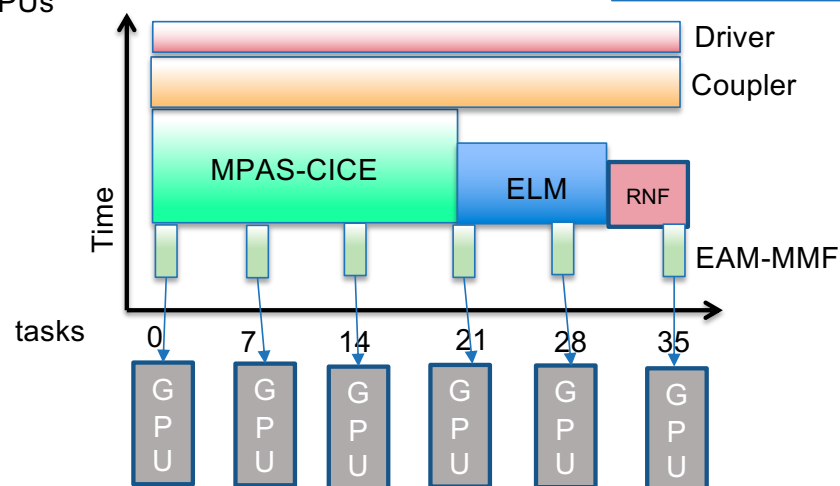 PUs
Driver
Coupler
MPAS-CICE
ELM
RNF
Time
EAM-MMF
tasks
0
7
14
21
28
35
G
P
U
G
P
U
G
P
U
G
P
U
G
P
U
G
P
U